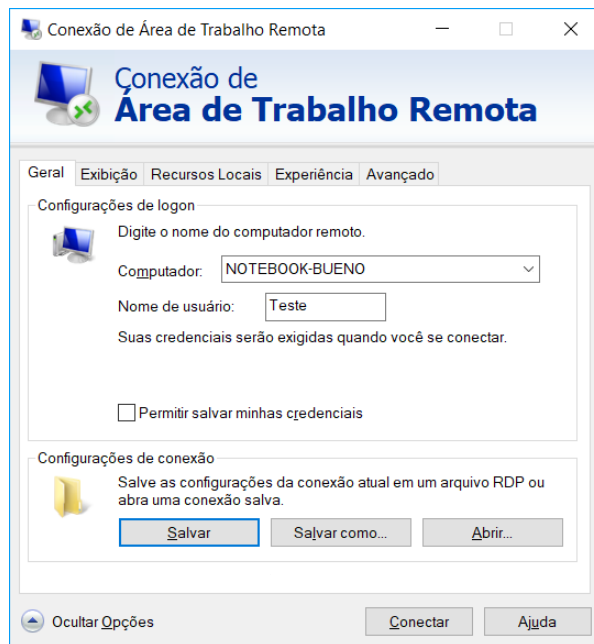 Conexão de Área de Trabalho Remota
Conexão de
Área de Trabalho Remota
Geral Exibição Recursos Locais Experiência Avançado
Configurações de logon
Digite o nome do computador remoto.
Computador: NOTEBOOK-BUENO
Nome de usuário: Teste
Suas credenciais serão exigidas quando você se conectar.
Permitir salvar minhas credenciais
Configurações de conexão
Salve as configurações da conexão atual em um arquivo RDP ou
abra uma conexão salva.
Salvar Salvar como... Abrir...
Ocultar Opções Conectar Ajuda